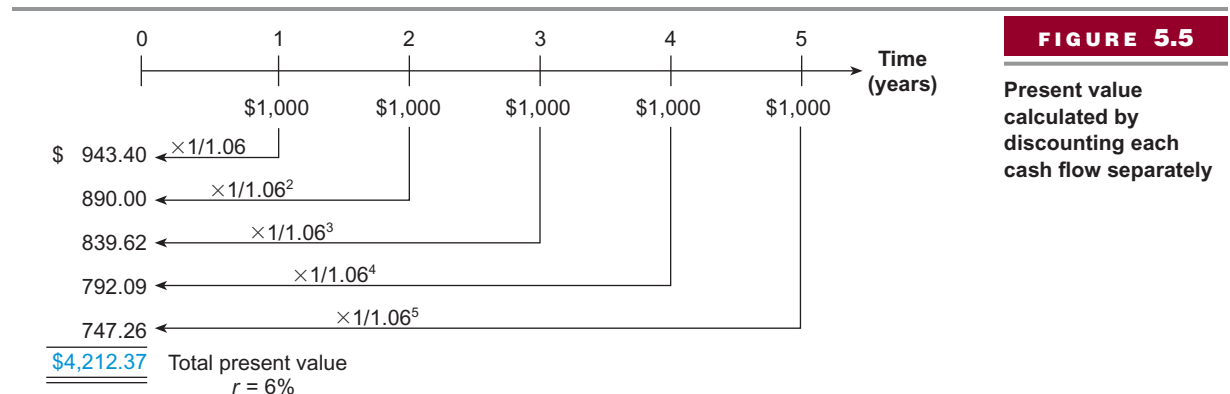 0 1 2 3 4 5
Time
(years)
$1,000 $1,000 $1,000 $1,000 $1,000
$ 943.40 ×1/1.06
890.00 ×1/1.06²
839.62 ×1/1.06³
792.09 ×1/1.06⁴
747.26 ×1/1.06⁵
$4,212.37 Total present value
r = 6%
FIGURE 5.5
Present value
calculated by
discounting each
cash flow separately